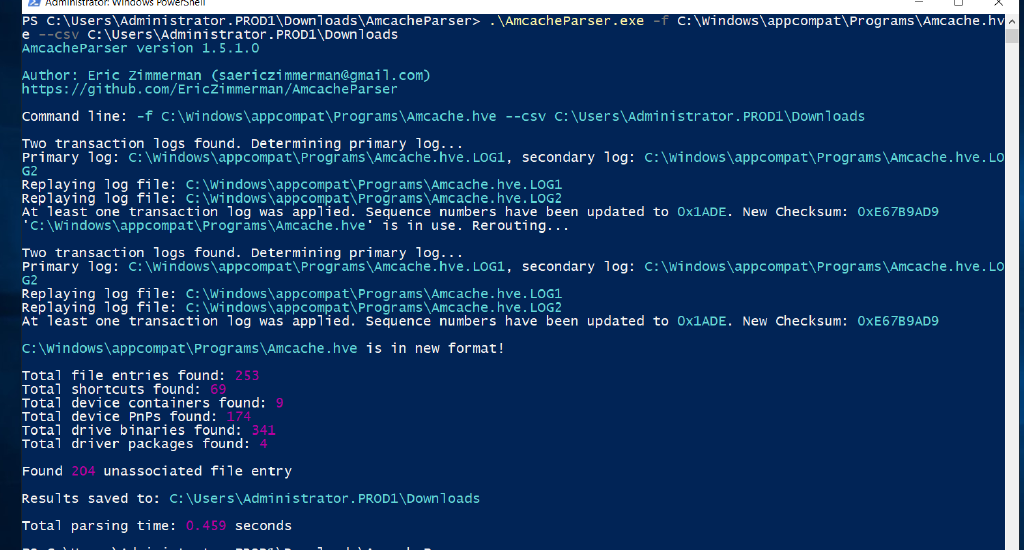 Administrator: Windows PowerShell
PS C:\Users\Administrator.PROD1\Downloads\AmcacheParser> .\AmcacheParser.exe -f C:\Windows\appcompat\Programs\Amcache.hv
e --csv C:\Users\Administrator.PROD1\Downloads
AmcacheParser version 1.5.1.0
Author: Eric Zimmerman (saericzimmerman@gmail.com)
https://github.com/EricZimmerman/AmcacheParser
Command line: -f C:\Windows\appcompat\Programs\Amcache.hve --csv C:\Users\Administrator.PROD1\Downloads
Two transaction logs found. Determining primary log...
Primary log: C:\Windows\appcompat\Programs\Amcache.hve.LOG1, secondary log: C:\Windows\appcompat\Programs\Amcache.hve.LO
G2
Replaying log file: C:\Windows\appcompat\Programs\Amcache.hve.LOG1
Replaying log file: C:\Windows\appcompat\Programs\Amcache.hve.LOG2
At least one transaction log was applied. Sequence numbers have been updated to 0x1ADE. New Checksum: 0xE67B9AD9
'C:\Windows\appcompat\Programs\Amcache.hve' is in use. Rerouting...
Two transaction logs found. Determining primary log...
Primary log: C:\Windows\appcompat\Programs\Amcache.hve.LOG1, secondary log: C:\Windows\appcompat\Programs\Amcache.hve.LO
G2
Replaying log file: C:\Windows\appcompat\Programs\Amcache.hve.LOG1
Replaying log file: C:\Windows\appcompat\Programs\Amcache.hve.LOG2
At least one transaction log was applied. Sequence numbers have been updated to 0x1ADE. New Checksum: 0xE67B9AD9
C:\Windows\appcompat\Programs\Amcache.hve is in new format!
Total file entries found: 253
Total shortcuts found: 69
Total device containers found: 9
Total device PnPs found: 174
Total drive binaries found: 341
Total driver packages found: 4
Found 204 unassociated file entry
Results saved to: C:\Users\Administrator.PROD1\Downloads
Total parsing time: 0.459 seconds